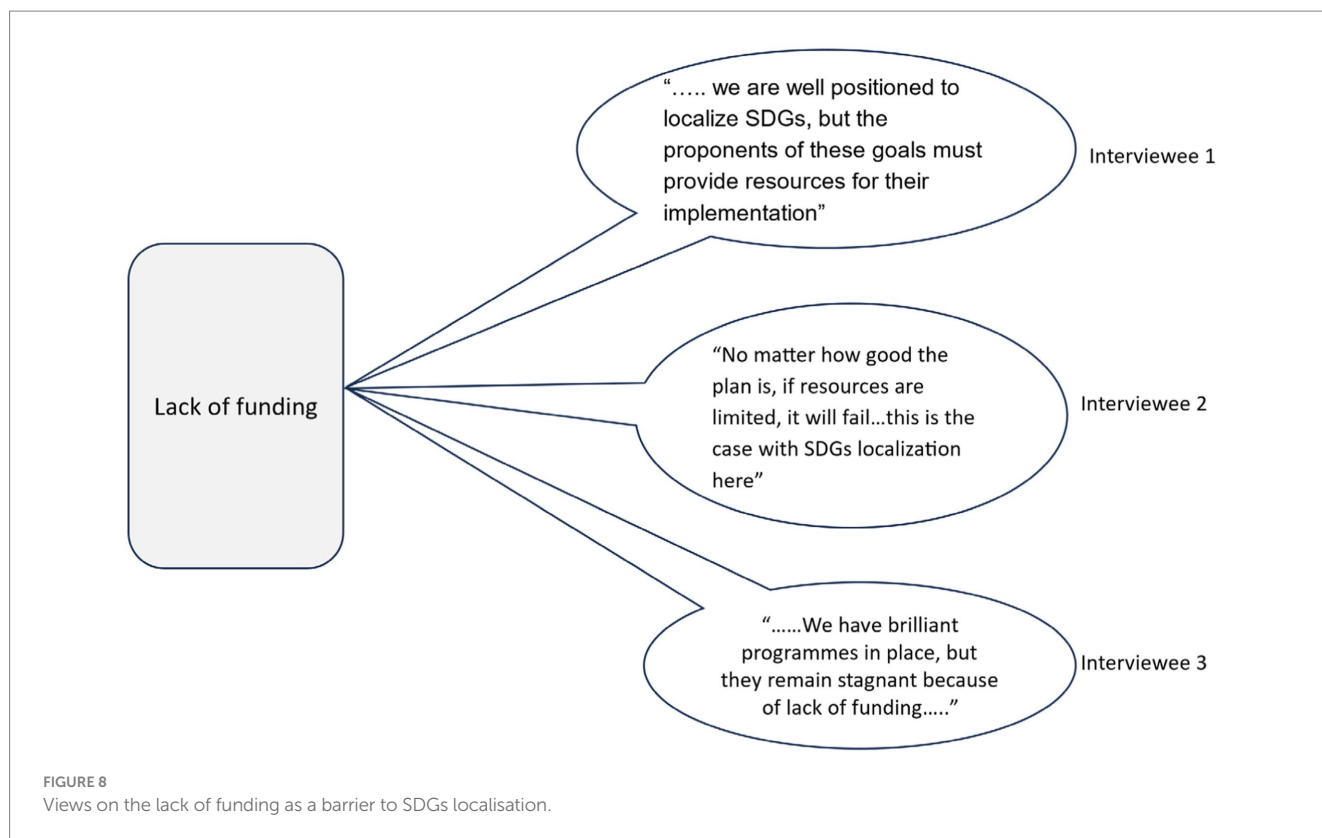 Lack of funding
“….. we are well positioned to
localize SDGs, but the
proponents of these goals must
provide resources for their
implementation”
Interviewee 1
“No matter how good the
plan is, if resources are
limited, it will fail…this is the
case with SDGs localization
here”
Interviewee 2
“……We have brilliant
programmes in place, but
they remain stagnant because
of lack of funding…..”
Interviewee 3
FIGURE 8
Views on the lack of funding as a barrier to SDGs localisation.